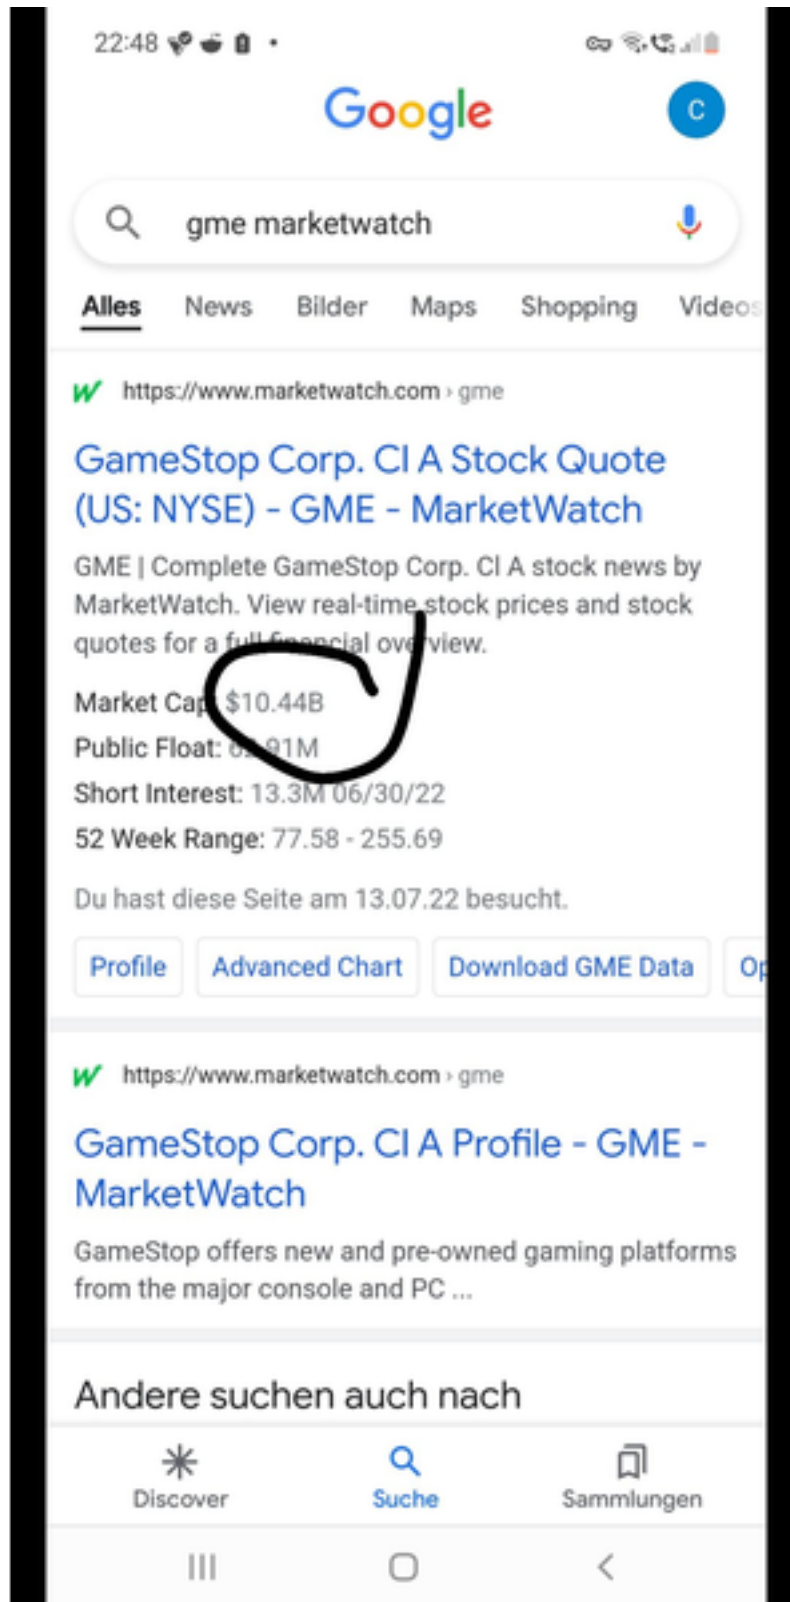 22:48
Google
C
gme marketwatch
Alles News Bilder Maps Shopping Videos
https://www.marketwatch.com › gme
GameStop Corp. Cl A Stock Quote
(US: NYSE) - GME - MarketWatch
GME | Complete GameStop Corp. Cl A stock news by
MarketWatch. View real-time stock prices and stock
quotes for a full financial overview.
Market Cap: $10.44B
Public Float: 91M
Short Interest: 13.3M 06/30/22
52 Week Range: 77.58 - 255.69
Du hast diese Seite am 13.07.22 besucht.
Profile Advanced Chart Download GME Data Op
https://www.marketwatch.com › gme
GameStop Corp. Cl A Profile - GME -
MarketWatch
GameStop offers new and pre-owned gaming platforms
from the major console and PC ...
Andere suchen auch nach
Discover Suche Sammlungen